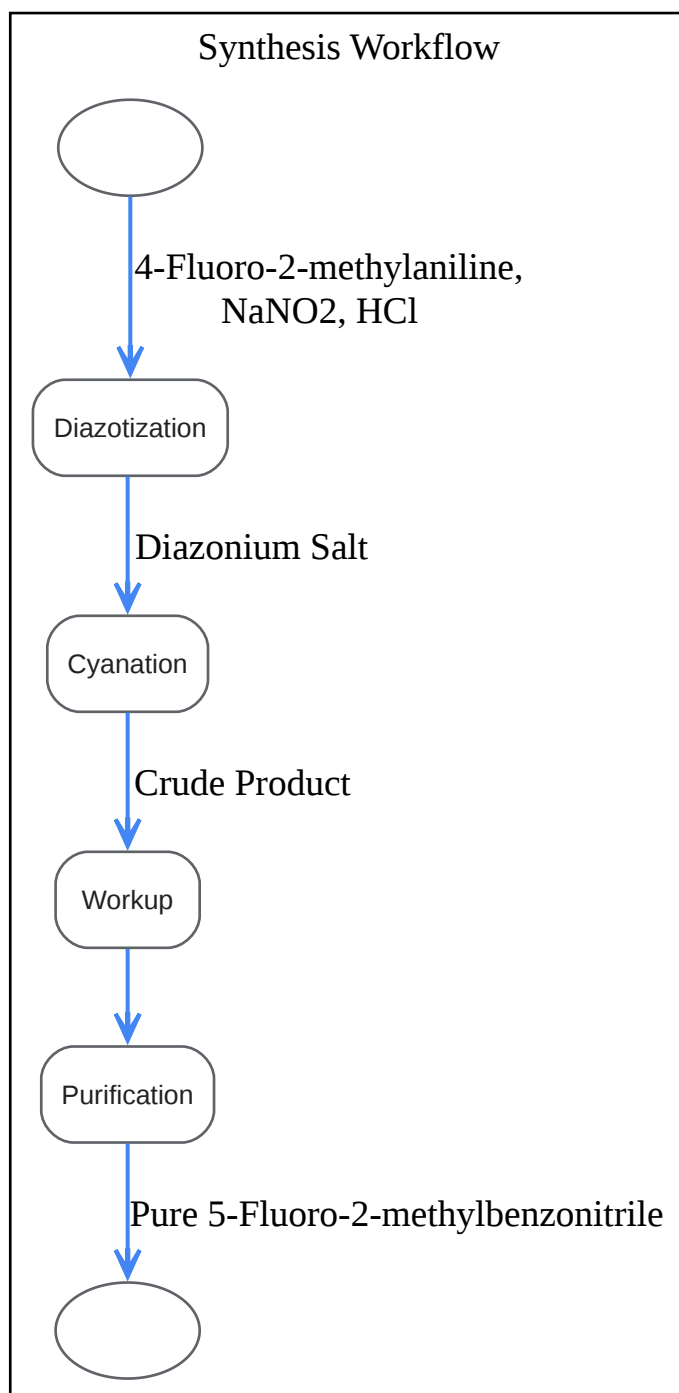 Synthesis Workflow
4-Fluoro-2-methylaniline,
NaNO2, HCl
Diazotization
Diazonium Salt
Cyanation
Crude Product
Workup
Purification
Pure 5-Fluoro-2-methylbenzonitrile